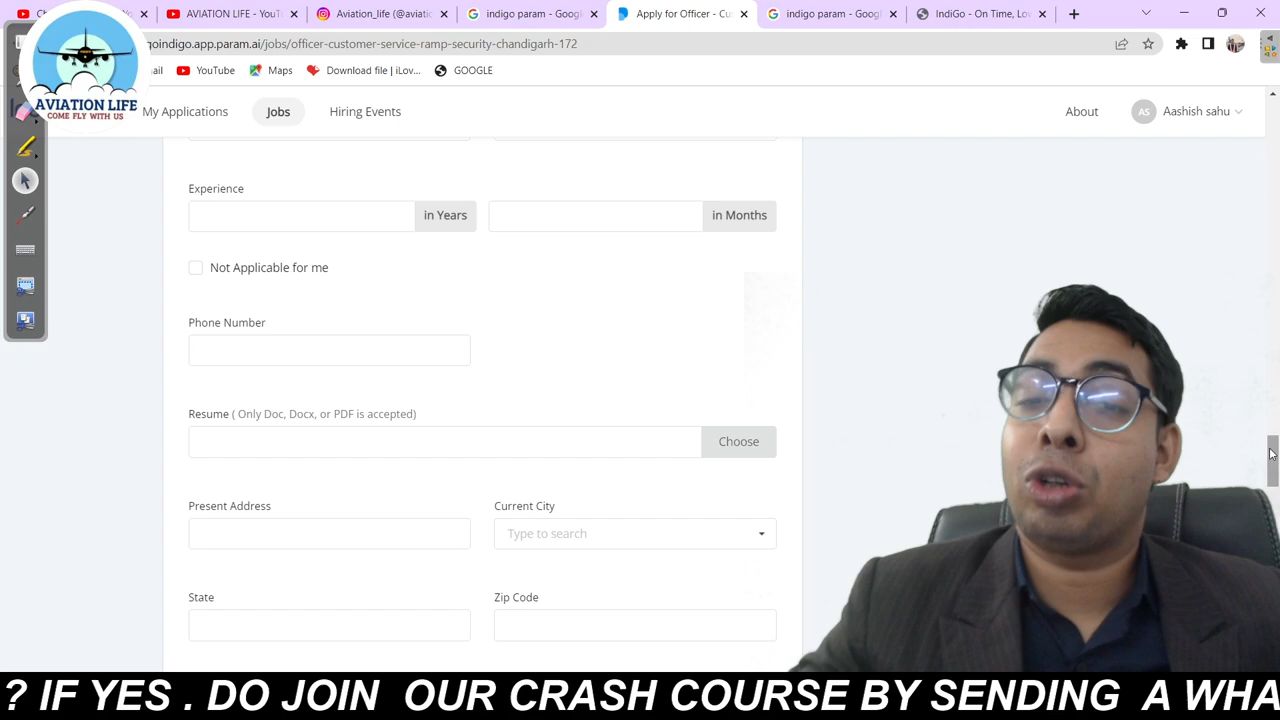 Ch
AVIATION LIFE - YouT
Aviation_life (@aviatio
indigo param - Google
Apply for Officer - Cu
indigo param - Google
IndiGo - On Time, Lo
goindigo.app.param.ai/jobs/officer-customer-service-ramp-security-chandigarh-172
ail
YouTube
Maps
Download file | iLov...
GOOGLE
AVIATION LIFE
COME FLY WITH US
My Applications
Jobs
Hiring Events
About
AS
Aashish sahu
Experience
in Years
in Months
Not Applicable for me
Phone Number
Resume ( Only Doc, Docx, or PDF is accepted)
Choose
Present Address
Current City
Type to search
State
Zip Code
? IF YES . DO JOIN OUR CRASH COURSE BY SENDING A WHA